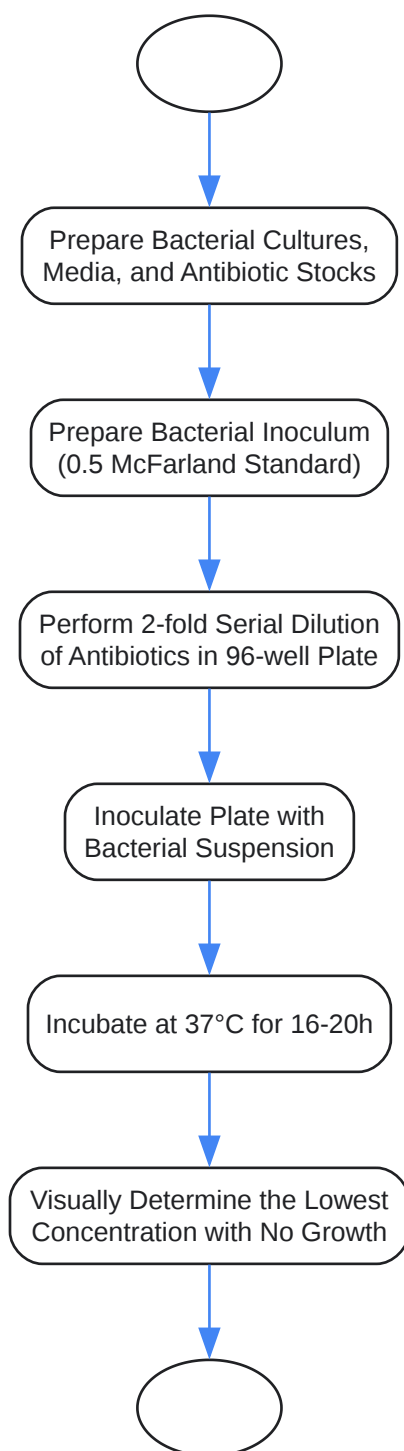 Prepare Bacterial Cultures,
Media, and Antibiotic Stocks
Prepare Bacterial Inoculum
(0.5 McFarland Standard)
Perform 2-fold Serial Dilution
of Antibiotics in 96-well Plate
Inoculate Plate with
Bacterial Suspension
Incubate at 37°C for 16-20h
Visually Determine the Lowest
Concentration with No Growth